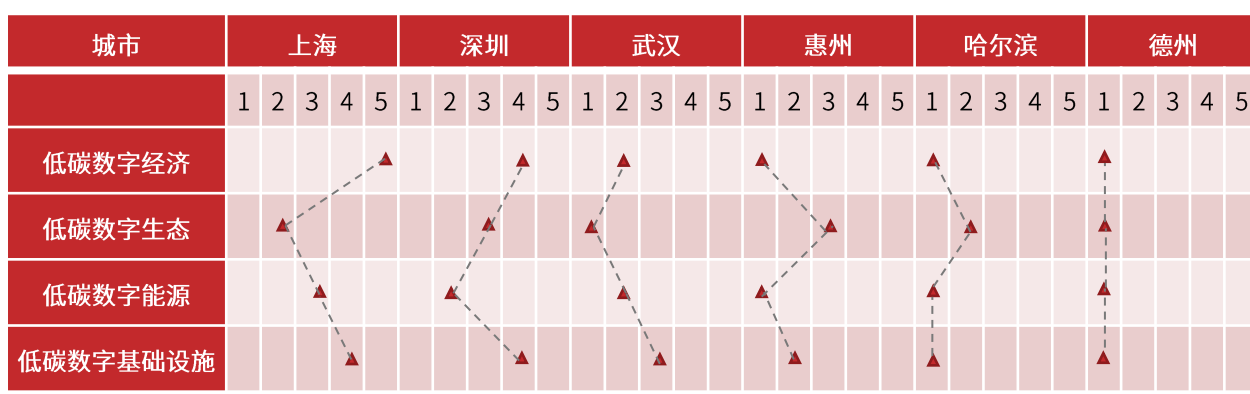 城市 上海 深圳 武汉 惠州 哈尔滨 德州
1 2 3 4 5 1 2 3 4 5 1 2 3 4 5 1 2 3 4 5 1 2 3 4 5 1 2 3 4 5
低碳数字经济
低碳数字生态
低碳数字能源
低碳数字基础设施